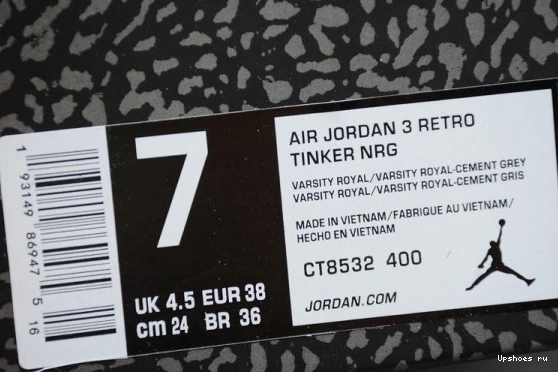 1 93149 86947 5 16
7
UK 4.5 EUR 38
cm 24 BR 36
AIR JORDAN 3 RETRO
TINKER NRG
VARSITY ROYAL/VARSITY ROYAL-CEMENT GREY
VARSITY ROYAL/VARSITY ROYAL-CEMENT GRIS
MADE IN VIETNAM/FABRIQUE AU VIETNAM/
HECHO EN VIETNAM
CT8532 400
JORDAN.COM
Upshoes ru